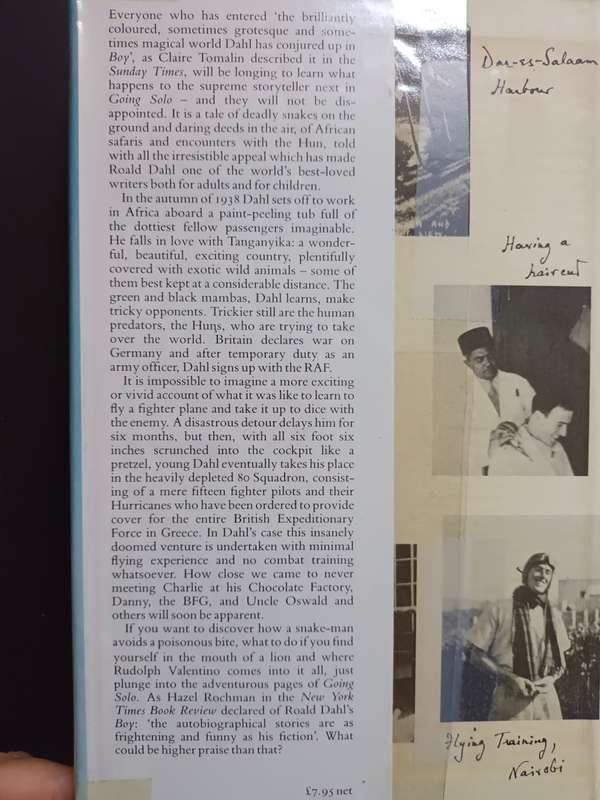 Everyone who has entered ‘the brilliantly
coloured, sometimes grotesque and some-
times magical world Dahl has conjured up in
Boy’, as Claire Tomalin described it in the
Sunday Times, will be longing to learn what
happens to the supreme storyteller next in
Going Solo – and they will not be dis-
appointed. It is a tale of deadly snakes on the
ground and daring deeds in the air, of African
safaris and encounters with the Hun, told
with all the irresistible appeal which has made
Roald Dahl one of the world’s best-loved
writers both for adults and for children.
In the autumn of 1938 Dahl sets off to work
in Africa aboard a paint-peeling tub full of
the dottiest fellow passengers imaginable.
He falls in love with Tanganyika: a wonder-
ful, beautiful, exciting country, plentifully
covered with exotic wild animals – some of
them best kept at a considerable distance. The
green and black mambas, Dahl learns, make
tricky opponents. Trickier still are the human
predators, the Huns, who are trying to take
over the world. Britain declares war on
Germany and after temporary duty as an
army officer, Dahl signs up with the RAF.
It is impossible to imagine a more exciting
or vivid account of what it was like to learn to
fly a fighter plane and take it up to dice with
the enemy. A disastrous detour delays him for
six months, but then, with all six foot six
inches scrunched into the cockpit like a
pretzel, young Dahl eventually takes his place
in the heavily depleted 80 Squadron, consist-
ing of a mere fifteen fighter pilots and their
Hurricanes who have been ordered to provide
cover for the entire British Expeditionary
Force in Greece. In Dahl’s case this insanely
doomed venture is undertaken with minimal
flying experience and no combat training
whatsoever. How close we came to never
meeting Charlie at his Chocolate Factory,
Danny, the BFG, and Uncle Oswald and
others will soon be apparent.
If you want to discover how a snake-man
avoids a poisonous bite, what to do if you find
yourself in the mouth of a lion and where
Rudolph Valentino comes into it all, just
plunge into the adventurous pages of Going
Solo. As Hazel Rochman in the New York
Times Book Review declared of Roald Dahl’s
Boy: ‘the autobiographical stories are as
frightening and funny as his fiction’. What
could be higher praise than that?
£7.95 net
Dar-es-Salaam
Harbour
Having a
haircut
Flying Training,
Nairobi